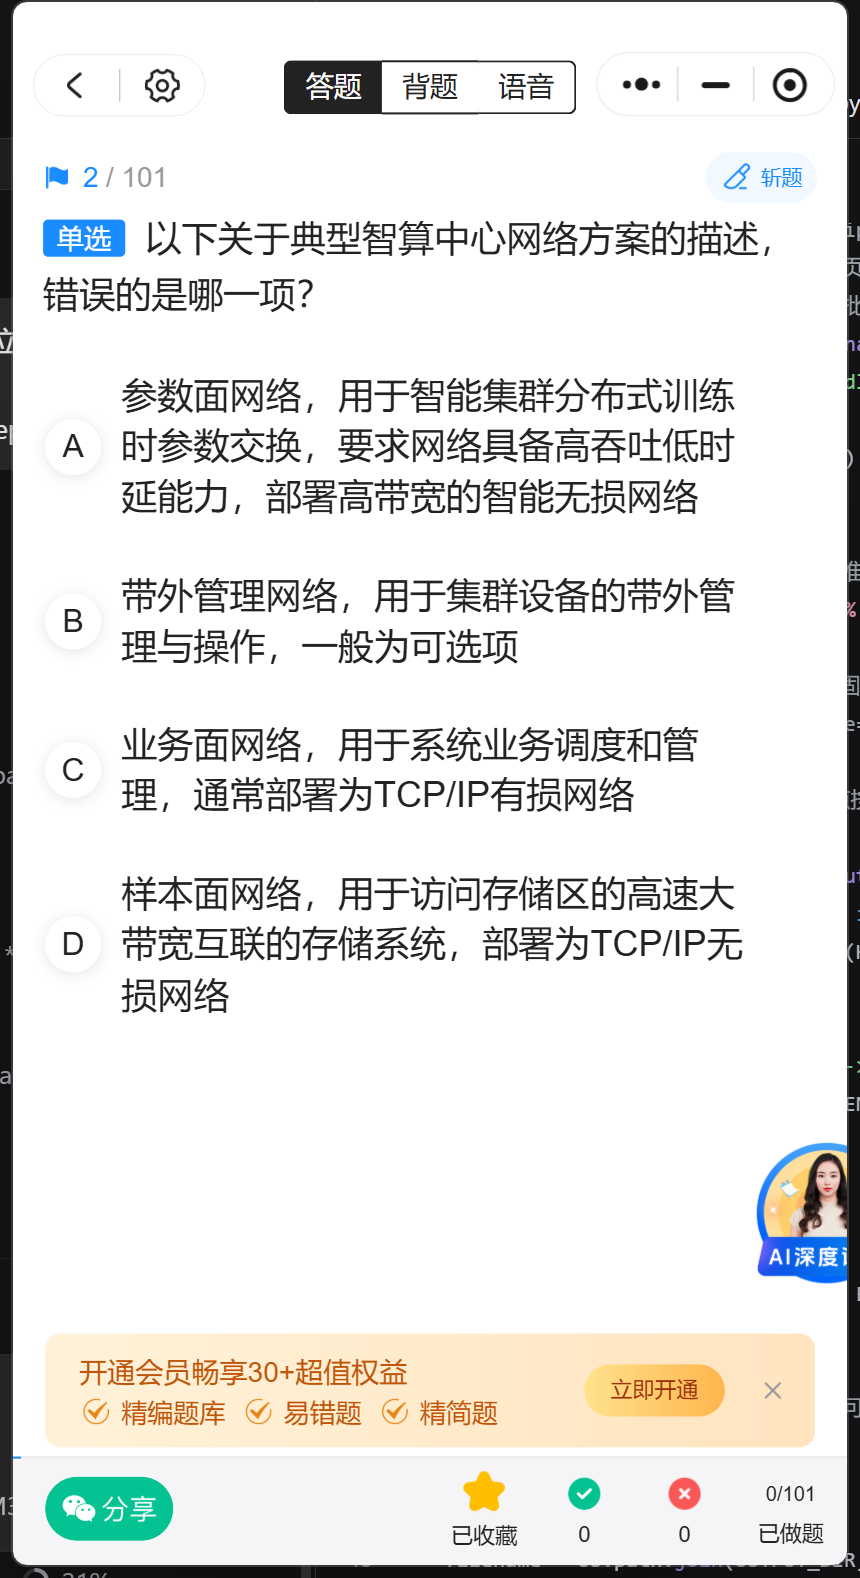 答题 背题 语音
2 / 101
斩题
单选 以下关于典型智算中心网络方案的描述，
错误的是哪一项？
参数面网络，用于智能集群分布式训练
A 时参数交换，要求网络具备高吞吐低时
延能力，部署高带宽的智能无损网络
带外管理网络，用于集群设备的带外管
B 理与操作，一般为可选项
业务面网络，用于系统业务调度和管
C 理，通常部署为TCP/IP有损网络
样本面网络，用于访问存储区的高速大
D 带宽互联的存储系统，部署为TCP/IP无
损网络
AI深度
开通会员畅享30+超值权益
精编题库 易错题 精简题
立即开通
分享
已收藏
0
0
0/101
已做题